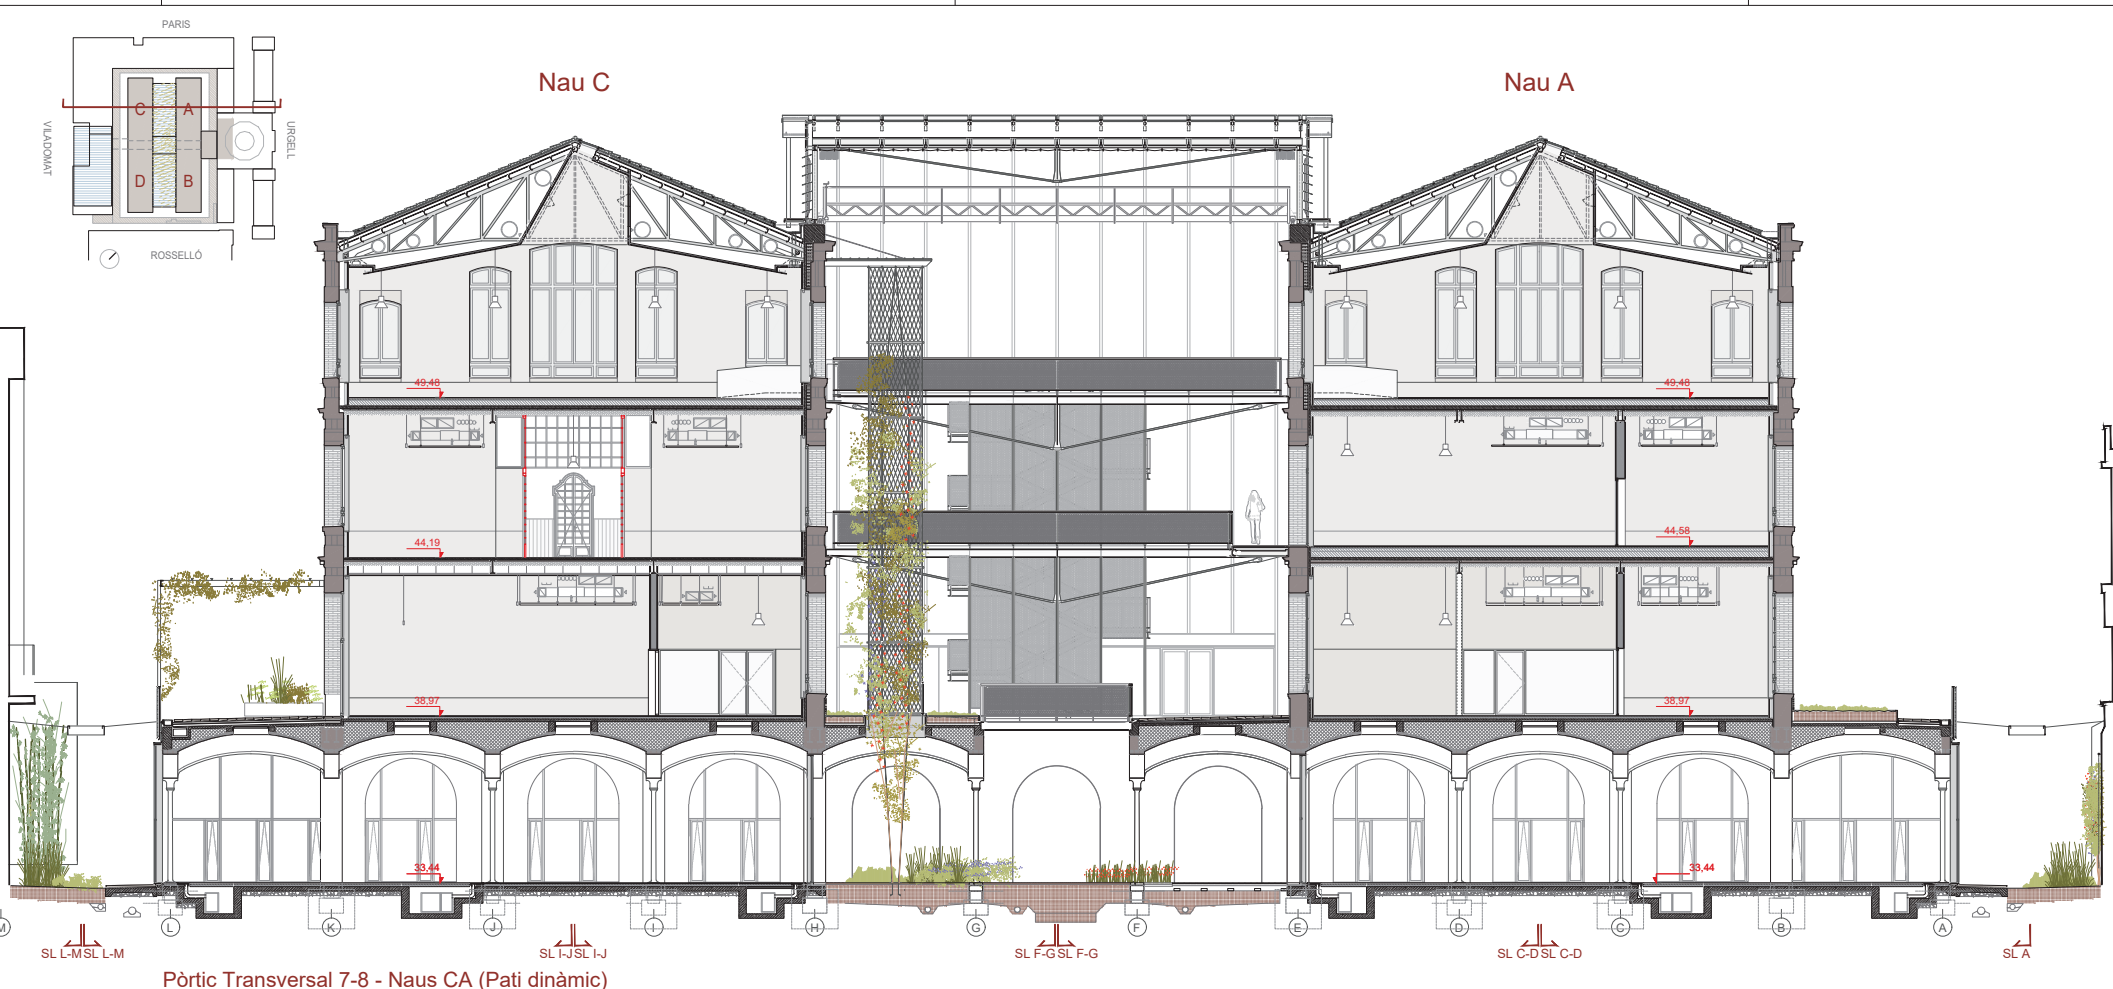 PARIS
C
A
VILADOMAT
URGELL
D
B
ROSSELLÓ
Nau C
Nau A
49,48
49,48
44,19
44,58
38,97
38,97
33,44
33,44
M
L
K
J
I
H
G
F
E
D
C
B
A
SL L-M SL L-M
SL I-J SL I-J
SL F-G SL F-G
SL C-D SL C-D
SL A
Pòrtic Transversal 7-8 - Naus CA (Pati dinàmic)